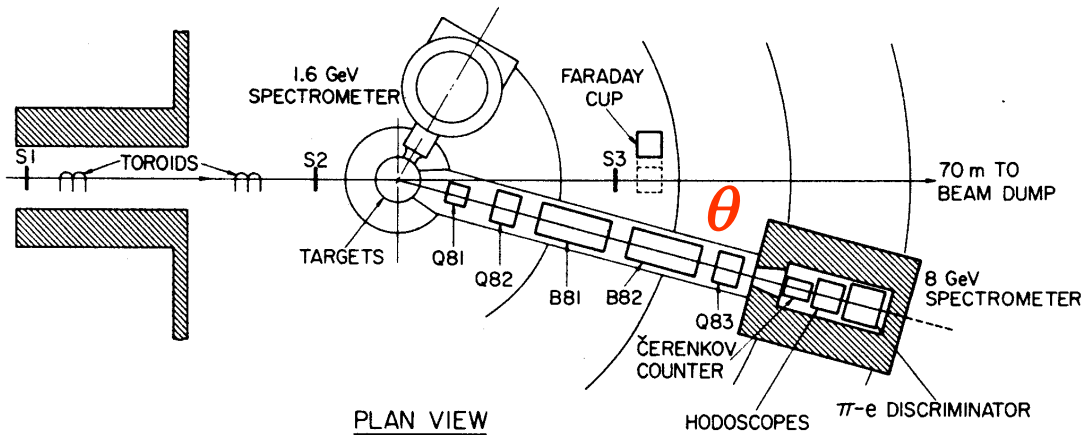 1.6 GeV
SPECTROMETER
FARADAY
CUP
S1
TOROIDS
S2
S3
70 m TO
BEAM DUMP
θ
TARGETS
Q81
Q82
B81
B82
Q83
8 GeV
SPECTROMETER
ČERENKOV
COUNTER
HODOSCOPES
π-e DISCRIMINATOR
PLAN VIEW